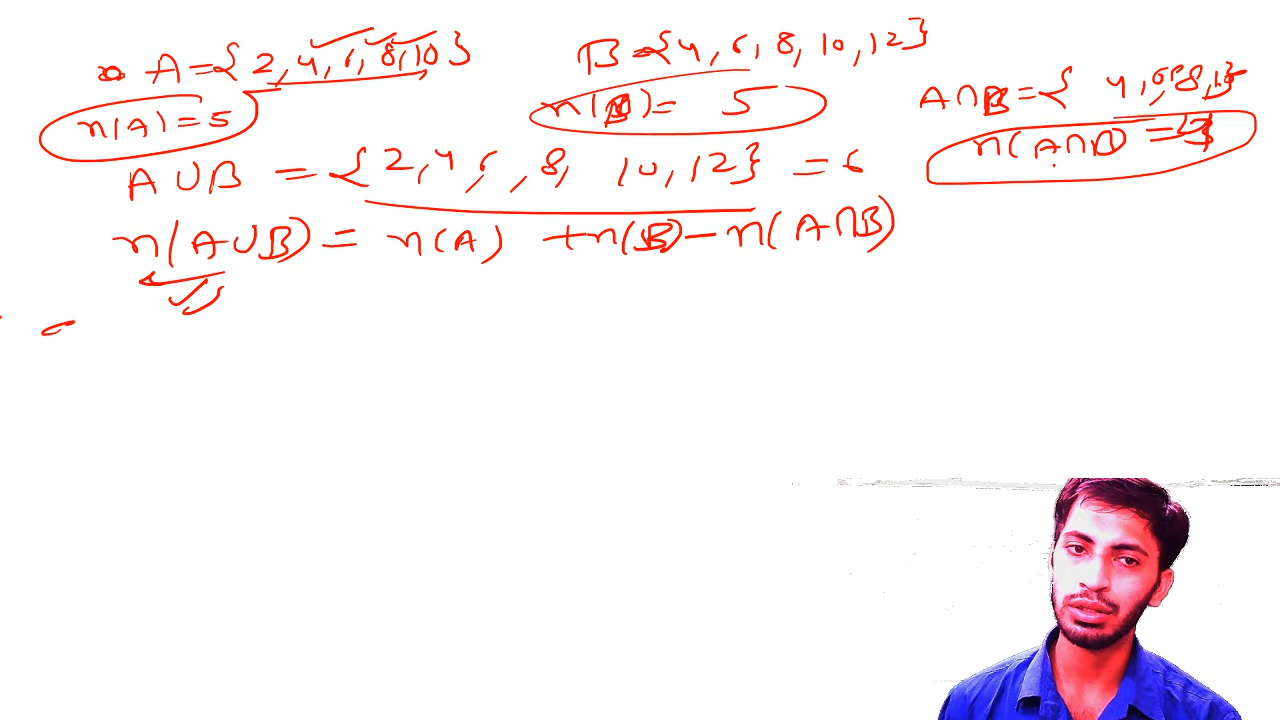 A = {2, 4, 6, 8, 10}
B = {4, 6, 8, 10, 12}
n(A) = 5
n(B) = 5
A∩B = { 4, 6, 8,
n(A∩B) =
A∪B = {2, 4, 6, 8, 10, 12} = 6
n(A∪B) = n(A) + n(B) - n(A∩B)
=